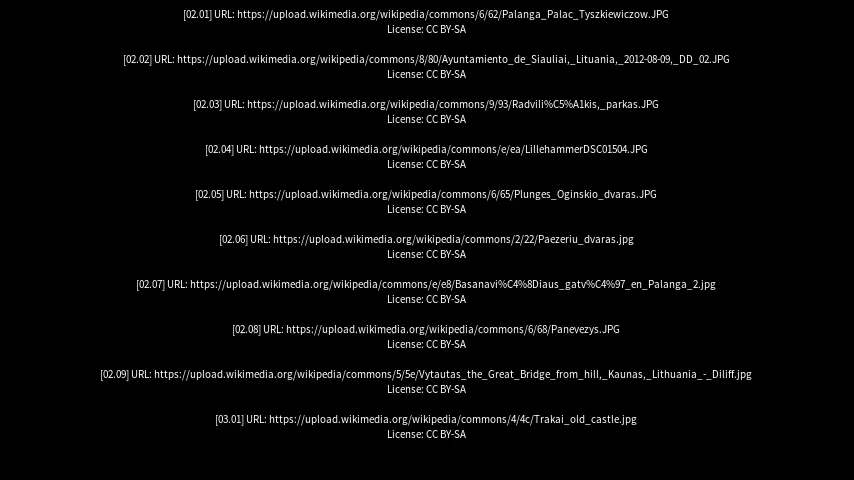 [02.01] URL: https://upload.wikimedia.org/wikipedia/commons/6/62/Palanga_Palac_Tyszkiewiczow.JPG
License: CC BY-SA
[02.02] URL: https://upload.wikimedia.org/wikipedia/commons/8/80/Ayuntamiento_de_Siauliai,_Lituania,_2012-08-09,_DD_02.JPG
License: CC BY-SA
[02.03] URL: https://upload.wikimedia.org/wikipedia/commons/9/93/Radvili%C5%A1kis,_parkas.JPG
License: CC BY-SA
[02.04] URL: https://upload.wikimedia.org/wikipedia/commons/e/ea/LillehammerDSC01504.JPG
License: CC BY-SA
[02.05] URL: https://upload.wikimedia.org/wikipedia/commons/6/65/Plunges_Oginskio_dvaras.JPG
License: CC BY-SA
[02.06] URL: https://upload.wikimedia.org/wikipedia/commons/2/22/Paezeriu_dvaras.jpg
License: CC BY-SA
[02.07] URL: https://upload.wikimedia.org/wikipedia/commons/e/e8/Basanavi%C4%8Diaus_gatv%C4%97_en_Palanga_2.jpg
License: CC BY-SA
[02.08] URL: https://upload.wikimedia.org/wikipedia/commons/6/68/Panevezys.JPG
License: CC BY-SA
[02.09] URL: https://upload.wikimedia.org/wikipedia/commons/5/5e/Vytautas_the_Great_Bridge_from_hill,_Kaunas,_Lithuania_-_Diliff.jpg
License: CC BY-SA
[03.01] URL: https://upload.wikimedia.org/wikipedia/commons/4/4c/Trakai_old_castle.jpg
License: CC BY-SA